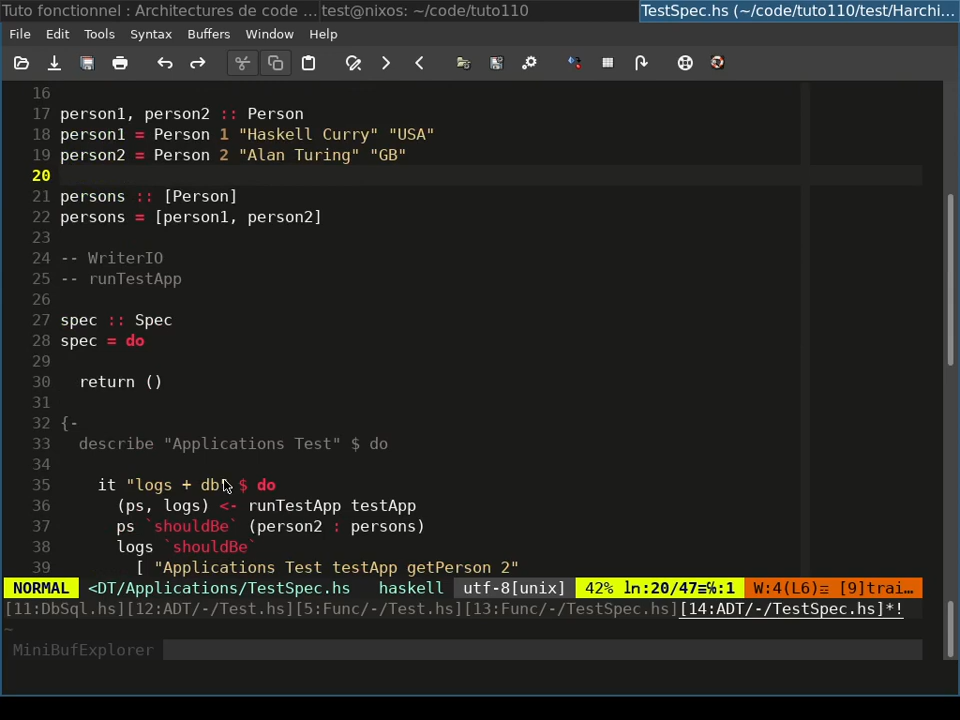 Tuto fonctionnel : Architectures de code ... test@nixos: ~/code/tuto110 TestSpec.hs (~/code/tuto110/test/Harchi...
File Edit Tools Syntax Buffers Window Help
16
17 person1, person2 :: Person
18 person1 = Person 1 "Haskell Curry" "USA"
19 person2 = Person 2 "Alan Turing" "GB"
20
21 persons :: [Person]
22 persons = [person1, person2]
23
24 -- WriterIO
25 -- runTestApp
26
27 spec :: Spec
28 spec = do
29
30 return ()
31
32 {-
33 describe "Applications Test" $ do
34
35 it "logs + db" $ do
36 (ps, logs) <- runTestApp testApp
37 ps `shouldBe` (person2 : persons)
38 logs `shouldBe`
39 [ "Applications Test testApp getPerson 2"
NORMAL <DT/Applications/TestSpec.hs haskell utf-8[unix] 42% ln:20/47≡℅:1 W:4(L6)☲ [9]trai...
[11:DbSql.hs][12:ADT/-/Test.hs][5:Func/-/Test.hs][13:Func/-/TestSpec.hs][14:ADT/-/TestSpec.hs]*!
~
MiniBufExplorer